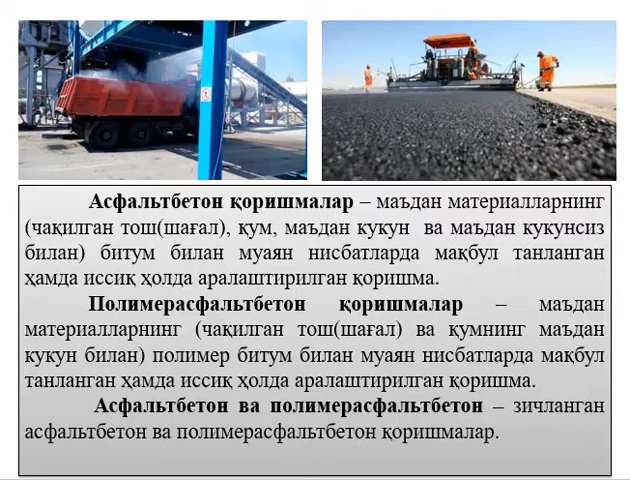 Асфальтбетон қоришмалар – маъдан материалларнинг
(чақилган тош(шағал), қум, маъдан кукун ва маъдан кукунсиз
билан) битум билан муаян нисбатларда мақбул танланган
ҳамда иссиқ ҳолда аралаштирилган қоришма.
Полимерасфальтбетон қоришмалар – маъдан
материалларнинг (чақилган тош(шағал) ва қумнинг маъдан
кукун билан) полимер битум билан муаян нисбатларда мақбул
танланган ҳамда иссиқ ҳолда аралаштирилган қоришма.
Асфальтбетон ва полимерасфальтбетон – зичланган
асфальтбетон ва полимерасфальтбетон қоришмалар.